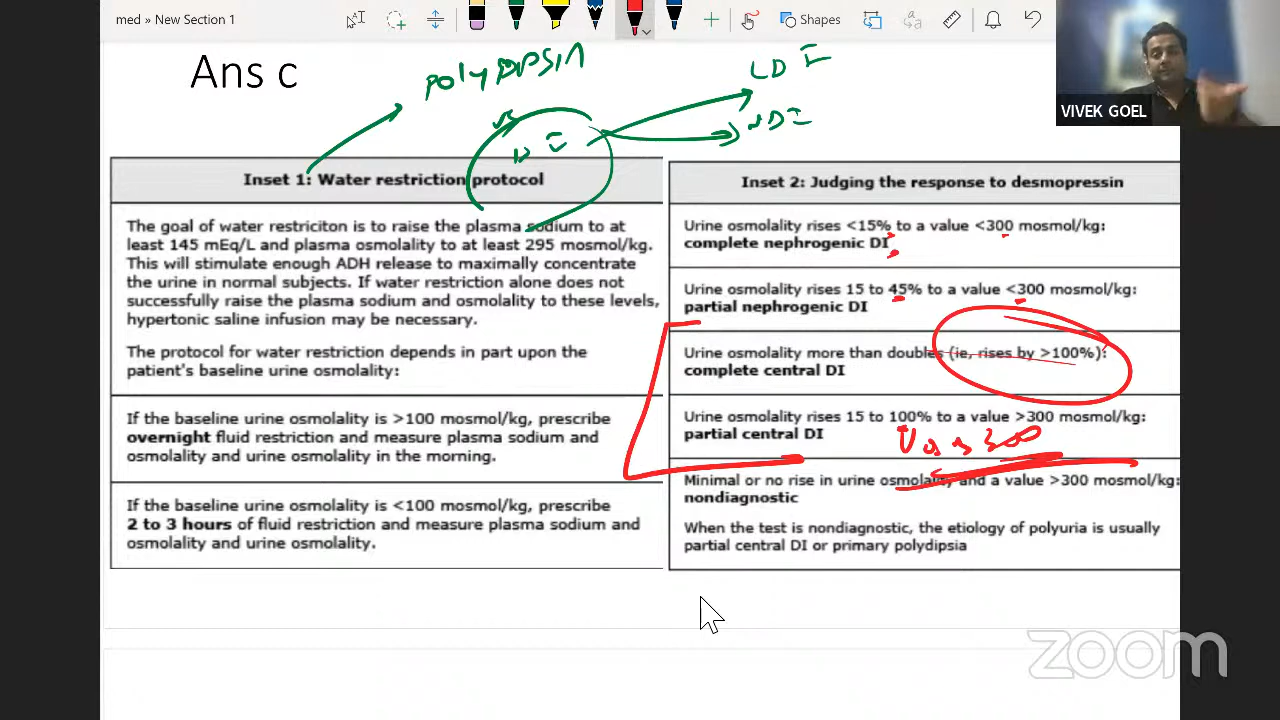 med » New Section 1
Shapes
Ans c
POLYDPSIA
VS
DI
CDI
NDI
VIVEK GOEL
Inset 1: Water restriction protocol
The goal of water restriciton is to raise the plasma sodium to at
least 145 mEq/L and plasma osmolality to at least 295 mosmol/kg.
This will stimulate enough ADH release to maximally concentrate
the urine in normal subjects. If water restriction alone does not
successfully raise the plasma sodium and osmolality to these levels,
hypertonic saline infusion may be necessary.
The protocol for water restriction depends in part upon the
patient's baseline urine osmolality:
If the baseline urine osmolality is >100 mosmol/kg, prescribe
overnight fluid restriction and measure plasma sodium and
osmolality and urine osmolality in the morning.
If the baseline urine osmolality is <100 mosmol/kg, prescribe
2 to 3 hours of fluid restriction and measure plasma sodium and
osmolality and urine osmolality.
Inset 2: Judging the response to desmopressin
Urine osmolality rises <15% to a value <300 mosmol/kg:
complete nephrogenic DI
Urine osmolality rises 15 to 45% to a value <300 mosmol/kg:
partial nephrogenic DI
Urine osmolality more than doubles (ie, rises by >100%):
complete central DI
Urine osmolality rises 15 to 100% to a value >300 mosmol/kg:
partial central DI
300
Minimal or no rise in urine osmolality and a value >300 mosmol/kg:
nondiagnostic
When the test is nondiagnostic, the etiology of polyuria is usually
partial central DI or primary polydipsia
zoom